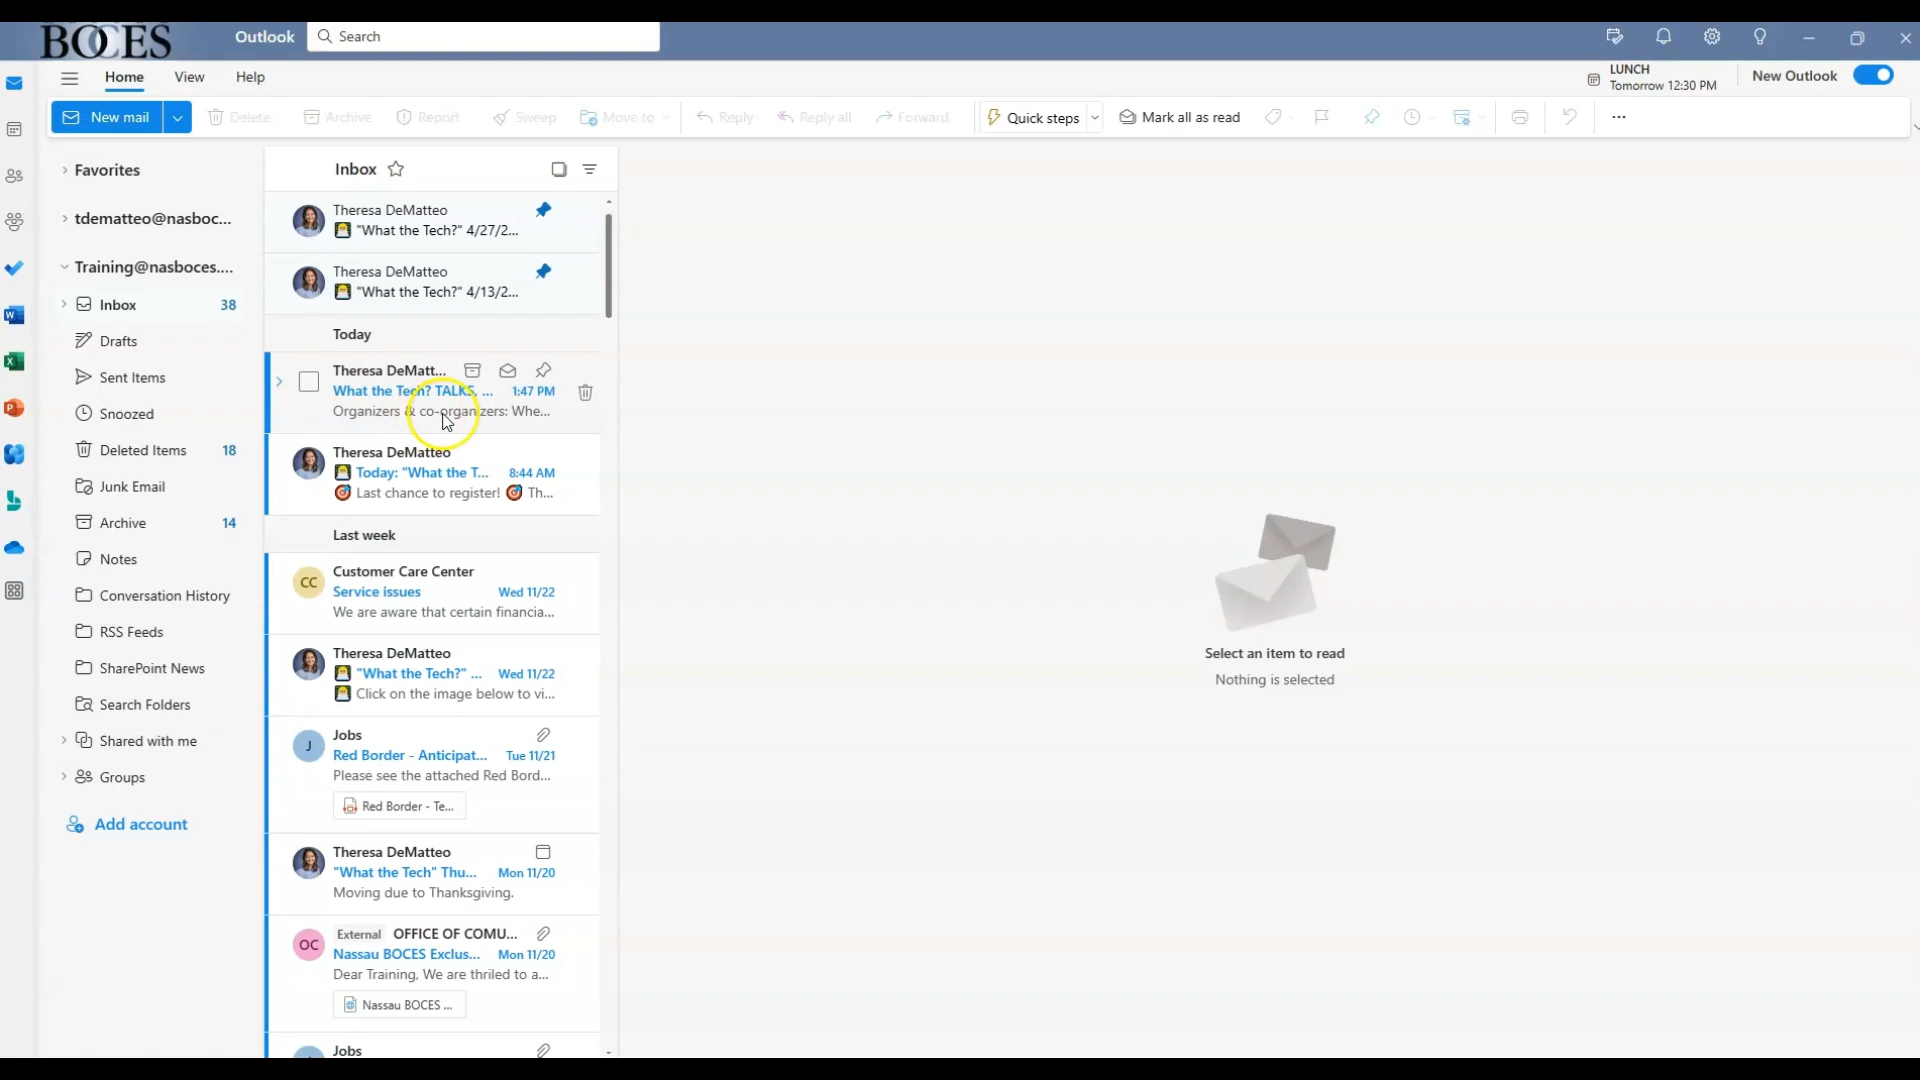 BOCES
Outlook
Search
Home View Help
LUNCH
Tomorrow 12:30 PM
New Outlook
New mail Delete Archive Report Sweep Move to Reply Reply all Forward Quick steps Mark all as read
Favorites
tdematteo@nasboc...
Training@nasboces....
Inbox 38
Drafts
Sent Items
Snoozed
Deleted Items 18
Junk Email
Archive 14
Notes
Conversation History
RSS Feeds
SharePoint News
Search Folders
Shared with me
Groups
Add account
Inbox
Theresa DeMatteo
"What the Tech?" 4/27/2...
Theresa DeMatteo
"What the Tech?" 4/13/2...
Today
Theresa DeMatt...
What the Tech? TALKS, ... 1:47 PM
Organizers & co-organizers: Whe...
Theresa DeMatteo
Today: "What the T... 8:44 AM
Last chance to register! Th...
Last week
CC
Customer Care Center
Service issues Wed 11/22
We are aware that certain financia...
Theresa DeMatteo
"What the Tech?" ... Wed 11/22
Click on the image below to vi...
J
Jobs
Red Border - Anticipat... Tue 11/21
Please see the attached Red Bord...
Red Border - Te...
Theresa DeMatteo
"What the Tech" Thu... Mon 11/20
Moving due to Thanksgiving.
OC
External OFFICE OF COMU...
Nassau BOCES Exclus... Mon 11/20
Dear Training, We are thriled to a...
Nassau BOCES ...
Jobs
Select an item to read
Nothing is selected